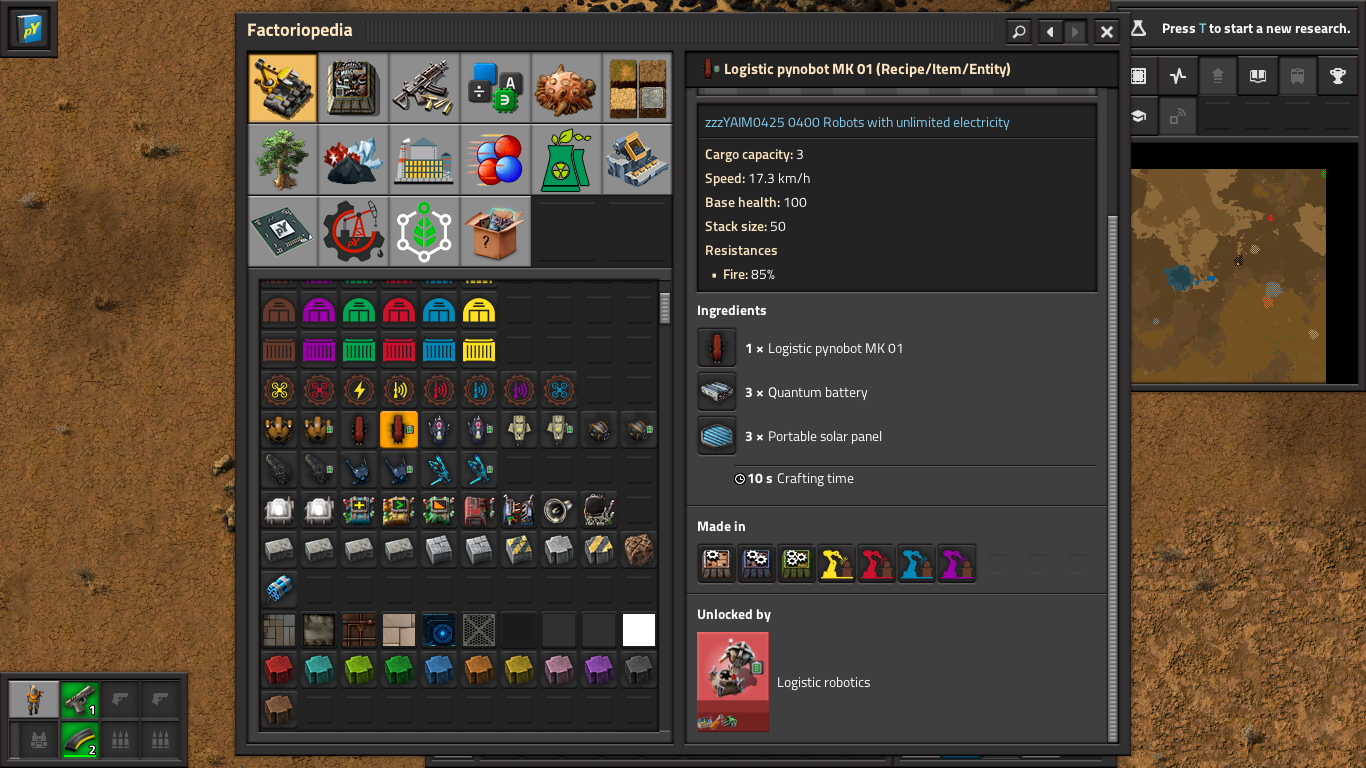 pY
Factoriopedia
Press T to start a new research.
Logistic pynobot MK 01 (Recipe/Item/Entity)
zzzYAIM0425 0400 Robots with unlimited electricity
Cargo capacity: 3
Speed: 17.3 km/h
Base health: 100
Stack size: 50
Resistances
▪ Fire: 85%
Ingredients
1 × Logistic pynobot MK 01
3 × Quantum battery
3 × Portable solar panel
10 s Crafting time
Made in
Unlocked by
Logistic robotics
÷ A
pY
pY
?
1
2